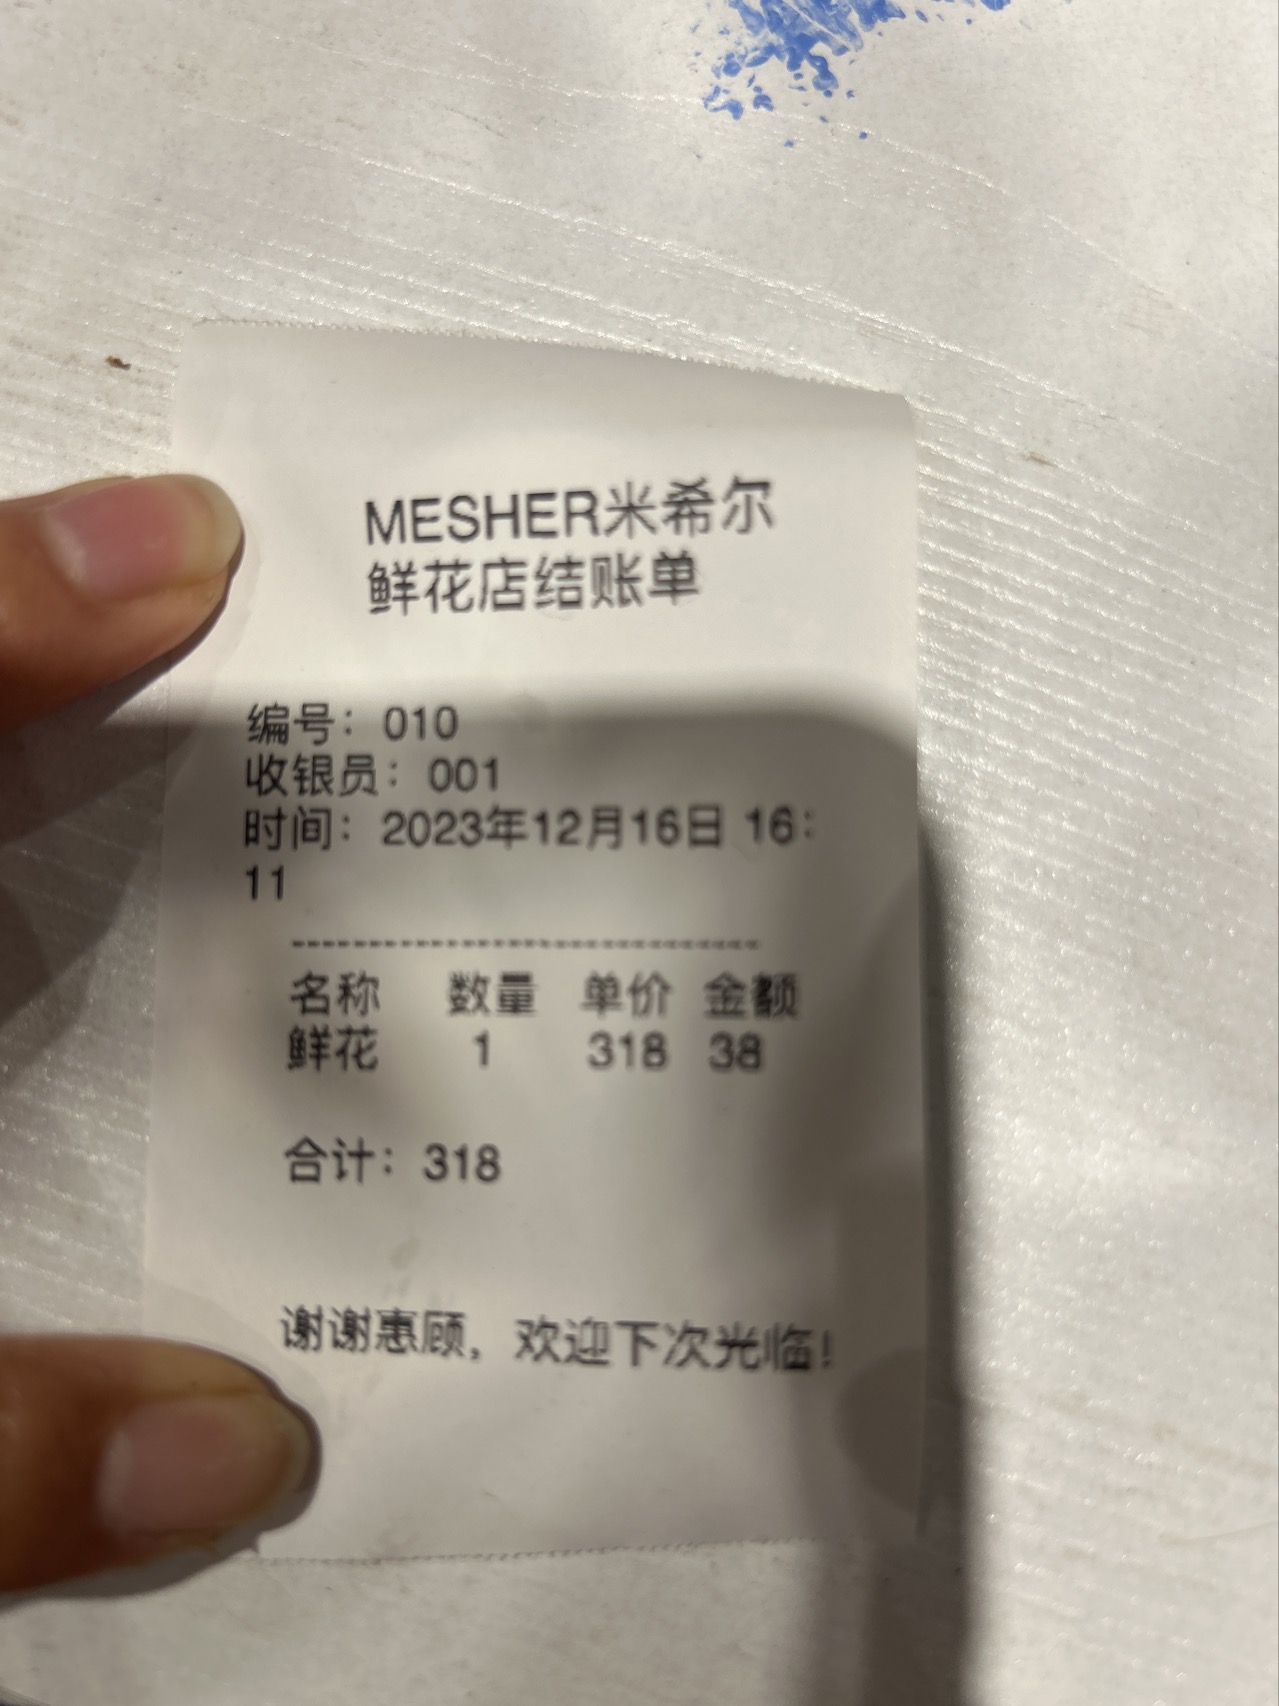 MESHER米希尔
鲜花店结账单
编号：010
收银员：001
时间：2023年12月16日 16：
11
--------------------------------
名称 数量 单价 金额
鲜花 1 318 38
合计：318
谢谢惠顾，欢迎下次光临！